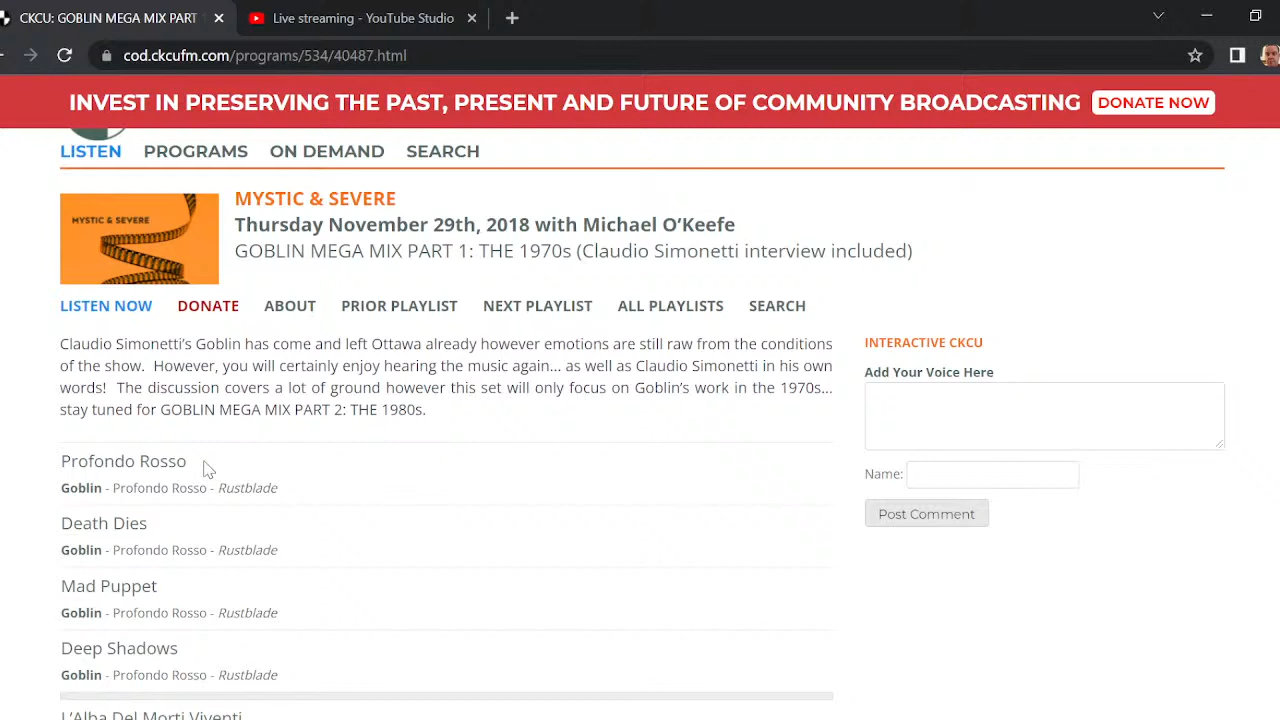 CKCU: GOBLIN MEGA MIX PART
Live streaming - YouTube Studio
cod.ckcufm.com/programs/534/40487.html
INVEST IN PRESERVING THE PAST, PRESENT AND FUTURE OF COMMUNITY BROADCASTING DONATE NOW
LISTEN PROGRAMS ON DEMAND SEARCH
MYSTIC & SEVERE
MYSTIC & SEVERE
Thursday November 29th, 2018 with Michael O’Keefe
GOBLIN MEGA MIX PART 1: THE 1970s (Claudio Simonetti interview included)
LISTEN NOW DONATE ABOUT PRIOR PLAYLIST NEXT PLAYLIST ALL PLAYLISTS SEARCH
Claudio Simonetti’s Goblin has come and left Ottawa already however emotions are still raw from the conditions
of the show. However, you will certainly enjoy hearing the music again... as well as Claudio Simonetti in his own
words! The discussion covers a lot of ground however this set will only focus on Goblin’s work in the 1970s...
stay tuned for GOBLIN MEGA MIX PART 2: THE 1980s.
Profondo Rosso
Goblin - Profondo Rosso - Rustblade
Death Dies
Goblin - Profondo Rosso - Rustblade
Mad Puppet
Goblin - Profondo Rosso - Rustblade
Deep Shadows
Goblin - Profondo Rosso - Rustblade
L’Alba Del Morti Viventi
INTERACTIVE CKCU
Add Your Voice Here
Name:
Post Comment